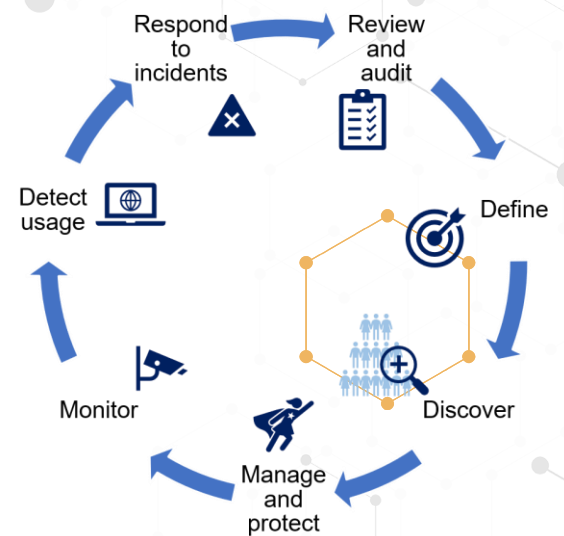 Respond
to
incidents
Review
and
audit
Define
Discover
Manage
and
protect
Monitor
Detect
usage